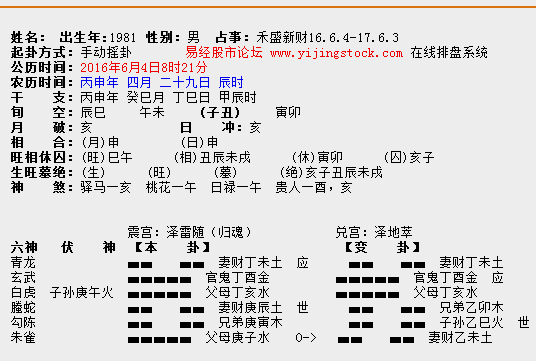 姓名： 出生年:1981 性别：男 占事：禾盛新财16.6.4-17.6.3
起卦方式：手动摇卦 易经股市论坛 www.yijingstock.com 在线排盘系统
公历时间：2016年6月4日8时21分
农历时间：丙申年 四月 二十九日 辰时
干 支：丙申年 癸巳月 丁巳日 甲辰时
旬 空：辰巳 午未 (子丑) 寅卯
月 破：亥 日 冲：亥
相 合：(月)申 (日)申
旺相休囚：(旺)巳午 (相)丑辰未戌 (休)寅卯 (囚)亥子
生旺墓绝：(生) (旺) (墓) (绝)亥子丑辰未戌
神 煞：驿马—亥 桃花—午 日禄—午 贵人—酉，亥
震宫：泽雷随（归魂） 兑宫：泽地萃
六神 伏 神 【本 卦】 【变 卦】
青龙 妻财丁未土 应 妻财丁未土
玄武 官鬼丁酉金 官鬼丁酉金 应
白虎 子孙庚午火 父母丁亥水 父母丁亥水
螣蛇 妻财庚辰土 世 兄弟乙卯木
勾陈 兄弟庚寅木 子孙乙巳火 世
朱雀 父母庚子水 O-> 妻财乙未土